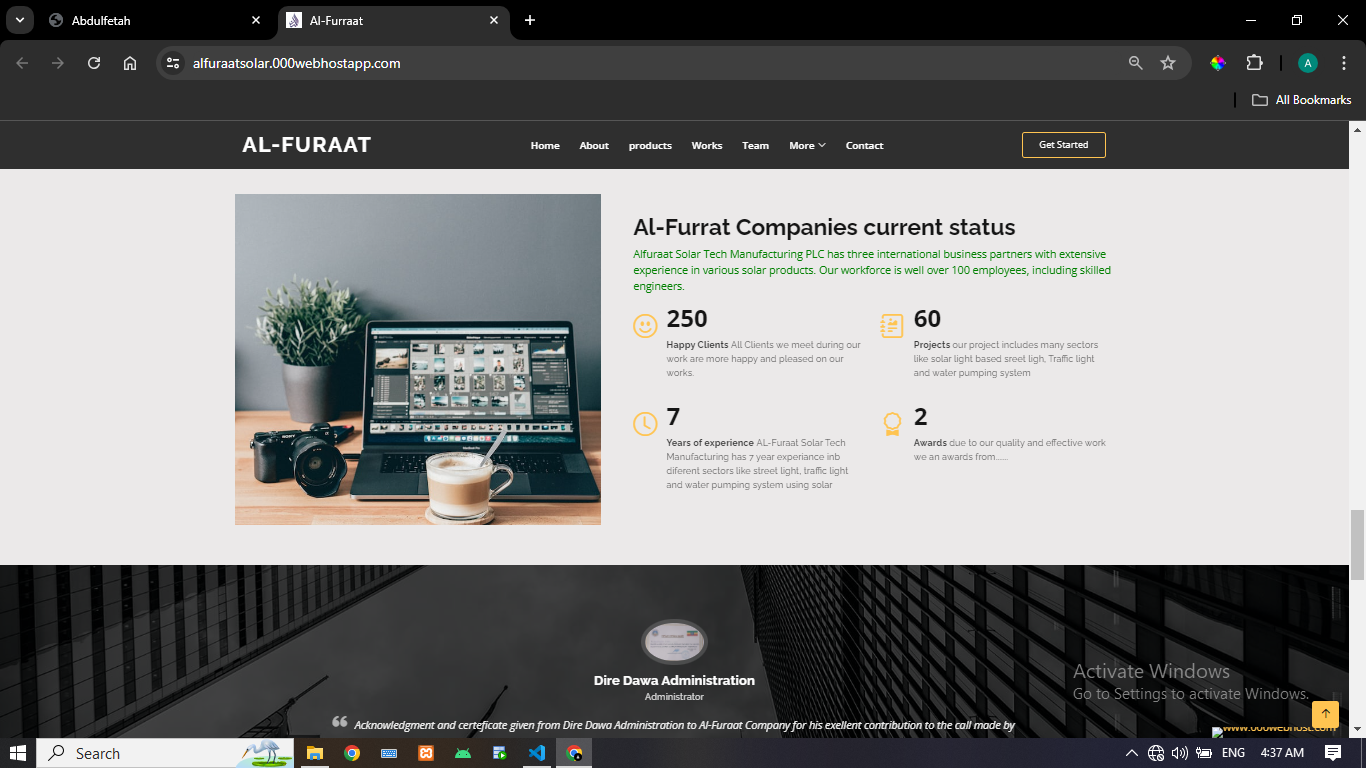 Abdulfetah
Al-Furraat
alfuraatsolar.000webhostapp.com
A
All Bookmarks
AL-FURAAT
Home
About
products
Works
Team
More
Contact
Get Started
Al-Furrat Companies current status
Alfuraat Solar Tech Manufacturing PLC has three international business partners with extensive
experience in various solar products. Our workforce is well over 100 employees, including skilled
engineers.
250
Happy Clients All Clients we meet during our
work are more happy and pleased on our
works.
60
Projects our project includes many sectors
like solar light based sreet ligh, Traffic light
and water pumping system
7
Years of experience AL-Furaat Solar Tech
Manufacturing has 7 year experiance inb
diferent sectors like street light, traffic light
and water pumping system using solar
2
Awards due to our quality and effective work
we an awards from.......
SONY
Dire Dawa Administration
Administrator
Acknowledgment and certeficate given from Dire Dawa Administration to Al-Furaat Company for his exellent contribution to the call made by
Activate Windows
Go to Settings to activate Windows.
www.000webhost.com
Search
ENG
4:37 AM